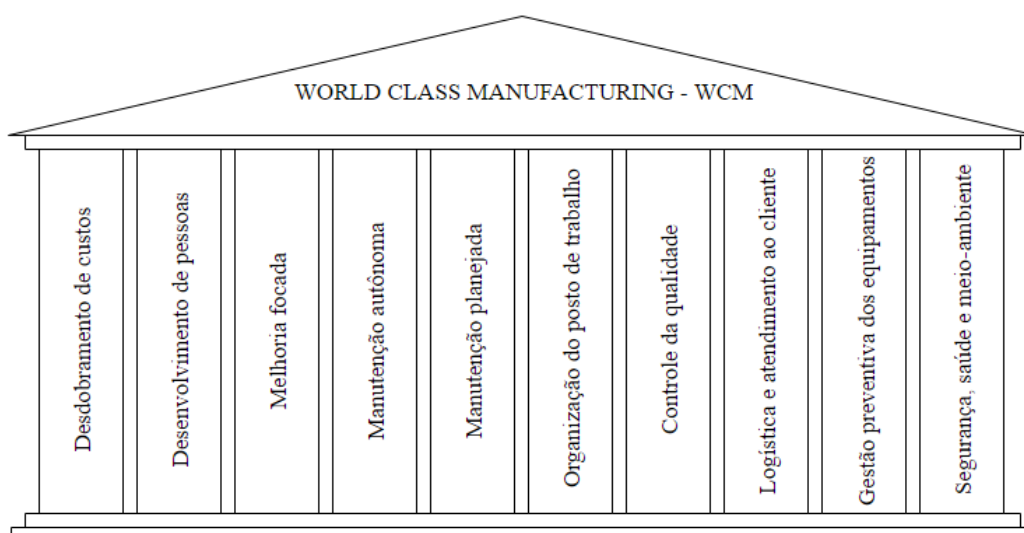 WORLD CLASS MANUFACTURING - WCM
Desdobramento de custos
Desenvolvimento de pessoas
Melhoria focada
Manutenção autônoma
Manutenção planejada
Organização do posto de trabalho
Controle da qualidade
Logística e atendimento ao cliente
Gestão preventiva dos equipamentos
Segurança, saúde e meio-ambiente